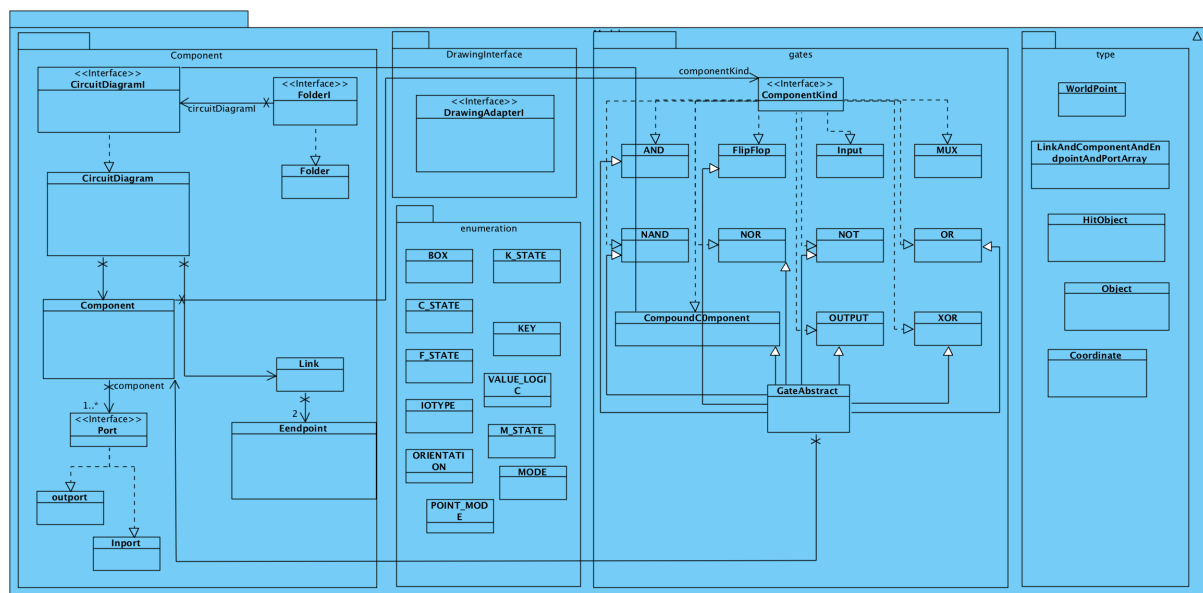 Component
<<Interface>>
CircuitDiagramI
<<Interface>>
FolderI
circuitDiagramI
CircuitDiagram
Folder
Component
component
1..*
<<Interface>>
Port
outport
Inport
Link
2
Eendpoint
DrawingInterface
<<Interface>>
DrawingAdapterI
enumeration
BOX
K_STATE
C_STATE
KEY
F_STATE
VALUE_LOGI
C
IOTYPE
M_STATE
ORIENTATI
ON
MODE
POINT_MOD
E
gates
componentKind
<<Interface>>
ComponentKind
AND
FlipFlop
Input
MUX
NAND
NOR
NOT
OR
CompoundC0mponent
OUTPUT
XOR
GateAbstract
type
WorldPoint
LinkAndComponentAndEn
dpointAndPortArray
HitObject
Object
Coordinate